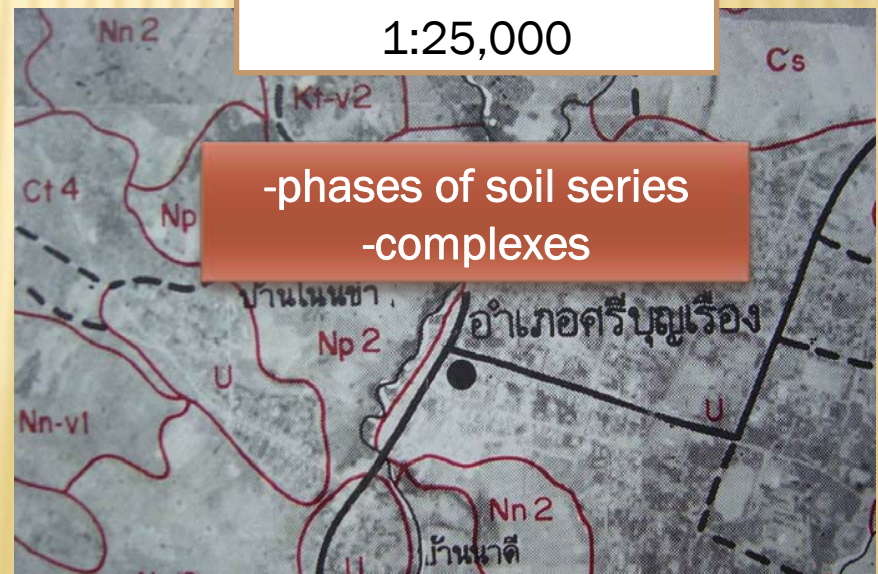 1:25,000
Nn 2
Cs
Kt-v2
-phases of soil series
-complexes
Ct 4
Np
บ้านโนนข่า
อำเภอศรีบุญเรือง
Np 2
U
U
Nn-v1
Nn 2
บ้านนาดี
U